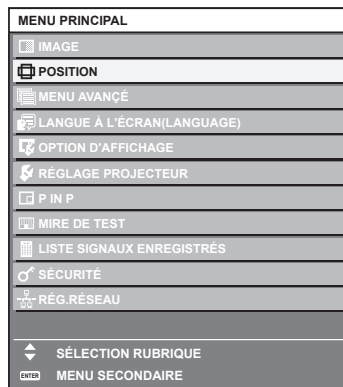 MENU PRINCIPAL
IMAGE
POSITION
MENU AVANÇÉ
LANGUE À L'ÉCRAN(LANGUAGE)
OPTION D'AFFICHAGE
RÉGLAGE PROJECTEUR
P IN P
MIRE DE TEST
LISTE SIGNAUX ENREGISTRÉS
SÉCURITÉ
RÉG.RÉSEAU
SÉLECTION RUBRIQUE
ENTER MENU SECONDAIRE